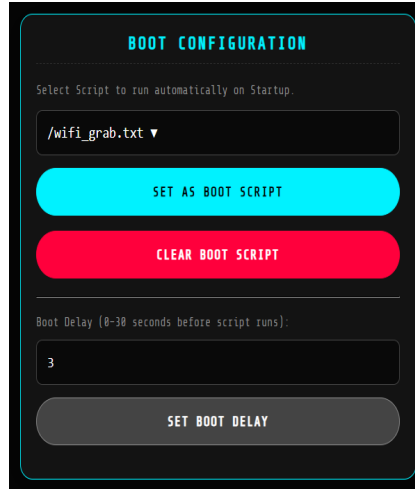 BOOT CONFIGURATION
Select Script to run automatically on Startup.
/wifi_grab.txt ▼
SET AS BOOT SCRIPT
CLEAR BOOT SCRIPT
Boot Delay (0-30 seconds before script runs):
3
SET BOOT DELAY